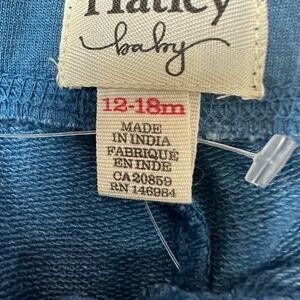 Hatley
baby
12-18m
MADE
IN INDIA
FABRIQUÉ
EN INDE
CA 20859
RN 146984